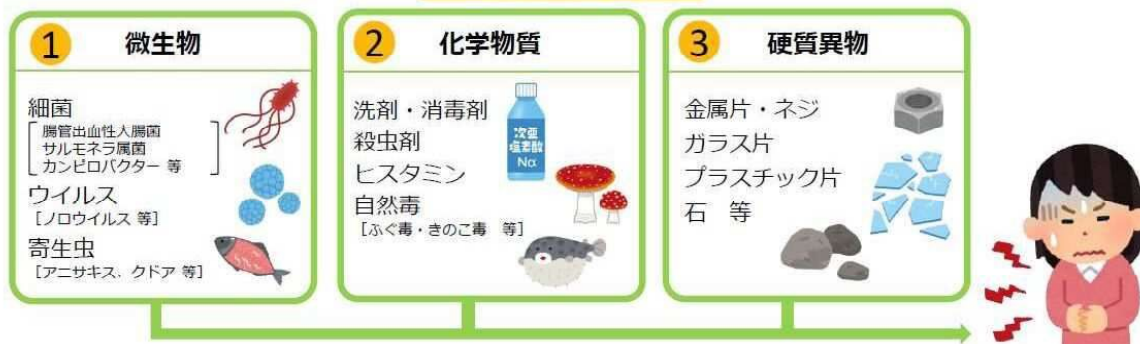 1 微生物
細菌
腸管出血性大腸菌
サルモネラ属菌
カンピロバクター 等
ウイルス
[ノロウイルス 等]
寄生虫
[アニサキス、クドア 等]
2 化学物質
洗剤・消毒剤
殺虫剤
ヒスタミン
自然毒
[ふぐ毒・きのこ毒 等]
次亜
塩素酸
Na
3 硬質異物
金属片・ネジ
ガラス片
プラスチック片
石 等